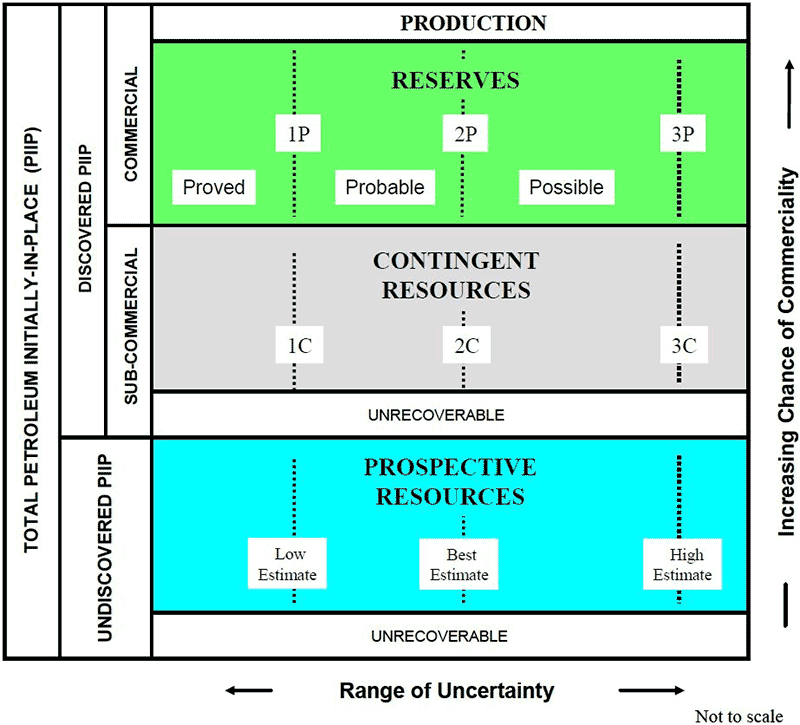 TOTAL PETROLEUM INITIALLY-IN-PLACE (PIIP)
DISCOVERED PIIP
COMMERCIAL
PRODUCTION
RESERVES
1P
2P
3P
Proved
Probable
Possible
SUB-COMMERCIAL
CONTINGENT
RESOURCES
1C
2C
3C
UNRECOVERABLE
UNDISCOVERED PIIP
PROSPECTIVE
RESOURCES
Low
Estimate
Best
Estimate
High
Estimate
UNRECOVERABLE
Increasing Chance of Commerciality
Range of Uncertainty
Not to scale